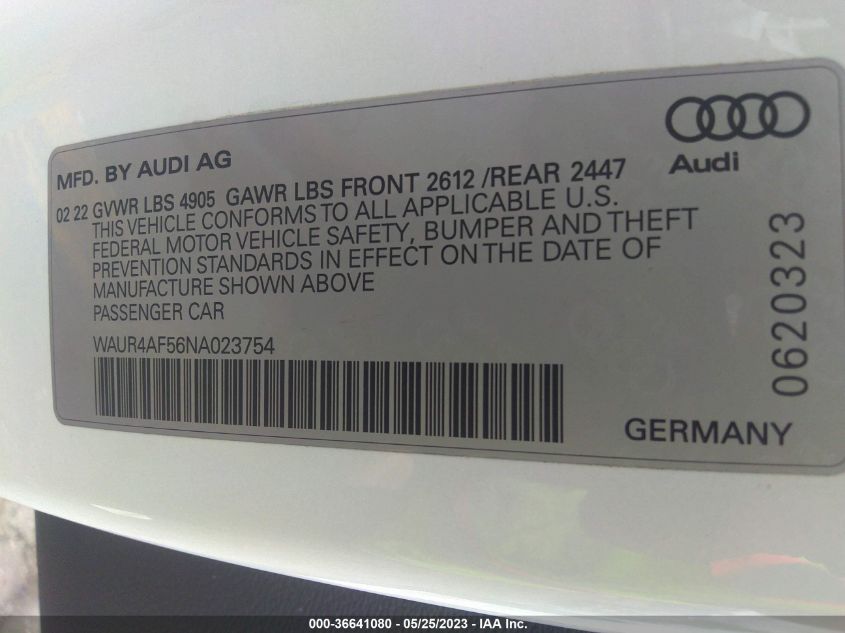 MFD. BY AUDI AG
Audi
02 22 GVWR LBS 4905 GAWR LBS FRONT 2612 /REAR 2447
THIS VEHICLE CONFORMS TO ALL APPLICABLE U.S.
FEDERAL MOTOR VEHICLE SAFETY, BUMPER AND THEFT
PREVENTION STANDARDS IN EFFECT ON THE DATE OF
MANUFACTURE SHOWN ABOVE
PASSENGER CAR
WAUR4AF56NA023754
0620323
GERMANY
000-36641080 — 05/25/2023 — IAAI Inc.